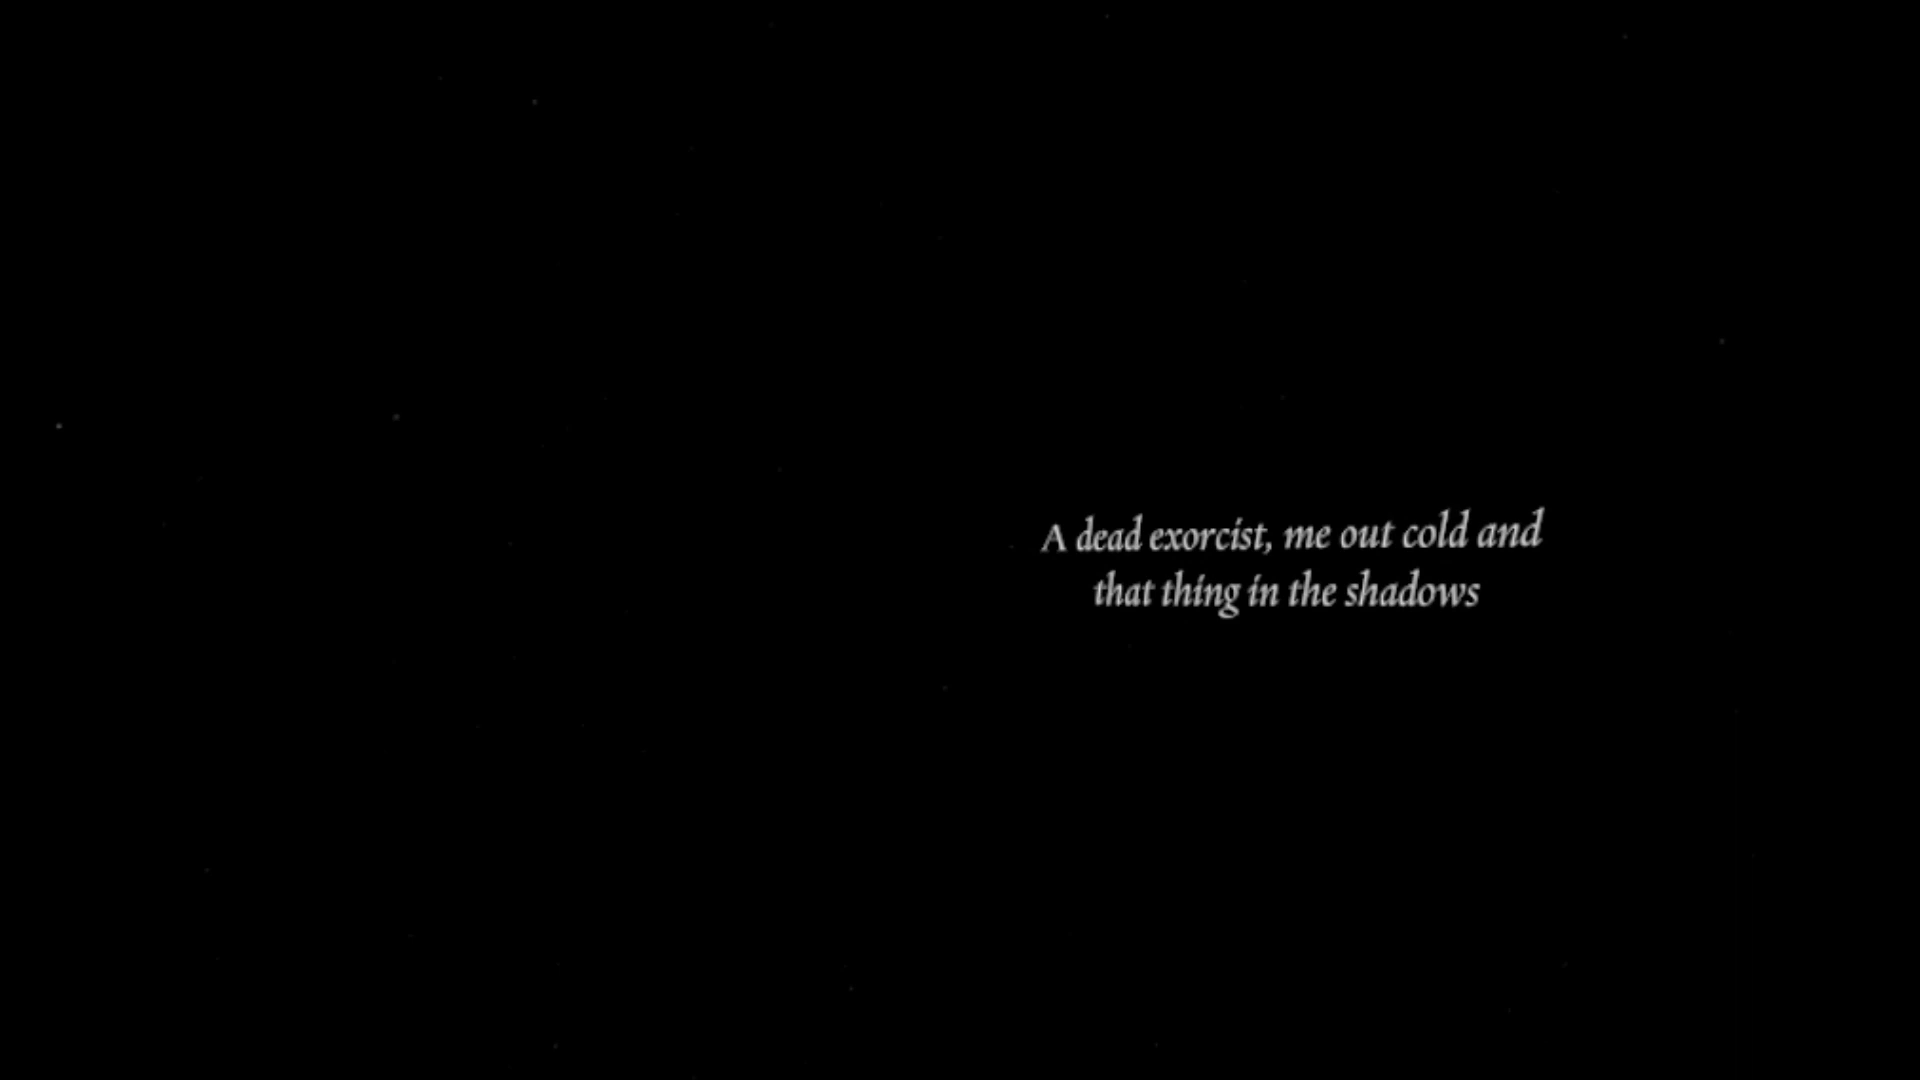 A dead exorcist, me out cold and
that thing in the shadows